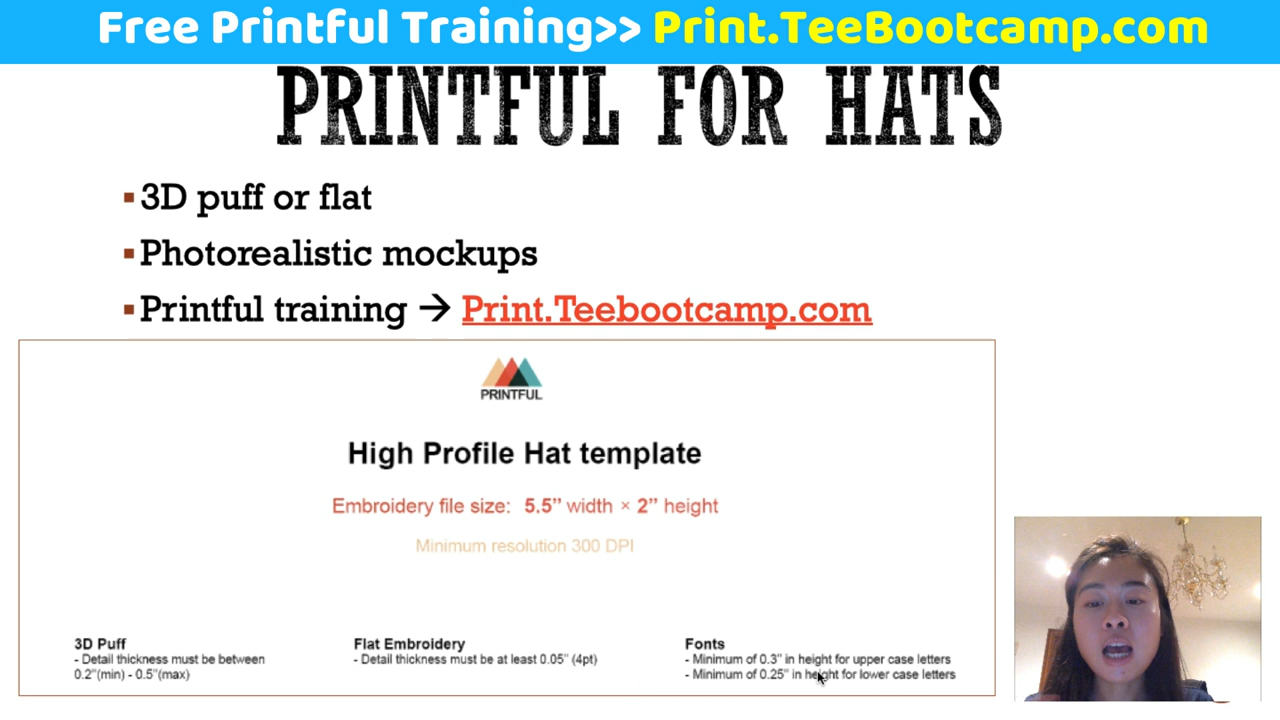 Free Printful Training>> Print.TeeBootcamp.com
PRINTFUL FOR HATS
▪3D puff or flat
▪Photorealistic mockups
▪Printful training → Print.Teebootcamp.com
PRINTFUL
High Profile Hat template
Embroidery file size: 5.5” width × 2” height
Minimum resolution 300 DPI
3D Puff
- Detail thickness must be between
0.2”(min) - 0.5”(max)
Flat Embroidery
- Detail thickness must be at least 0.05” (4pt)
Fonts
- Minimum of 0.3” in height for upper case letters
- Minimum of 0.25” in height for lower case letters